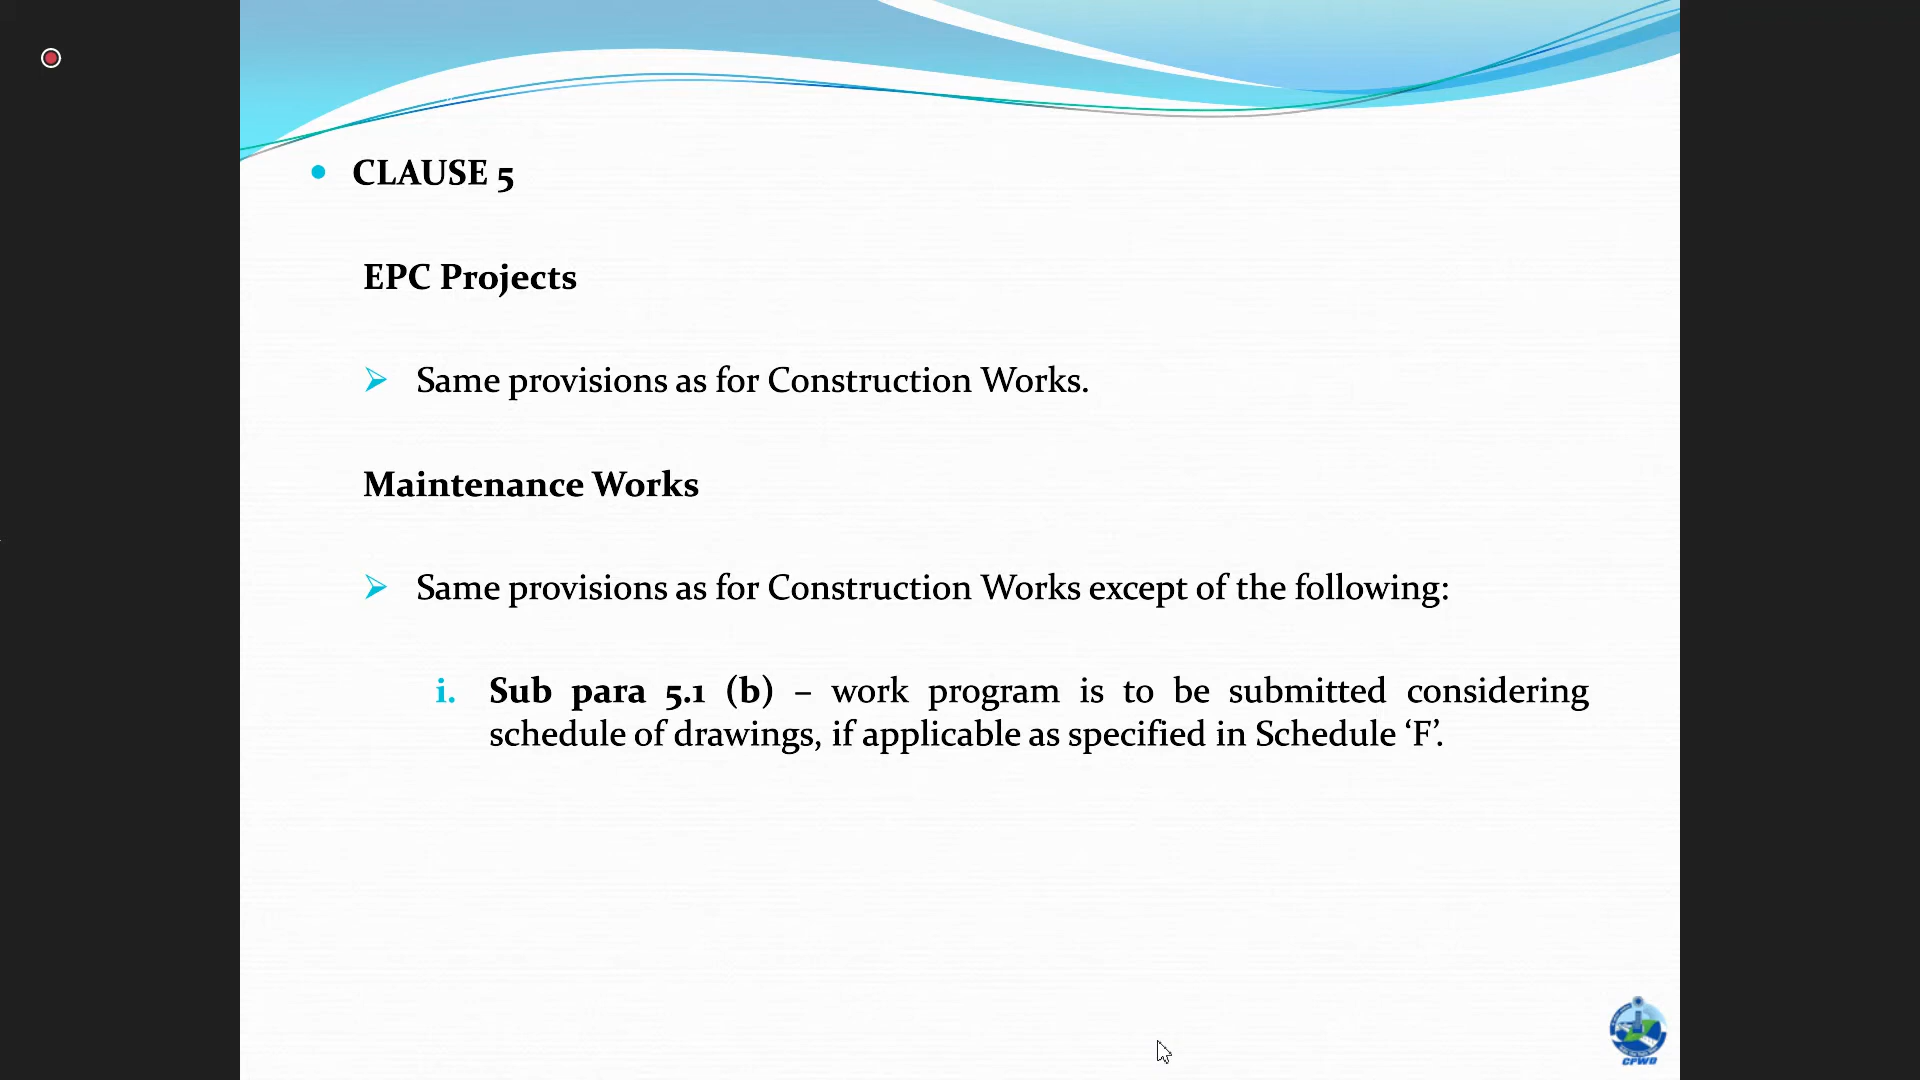 CLAUSE 5
EPC Projects
Same provisions as for Construction Works.
Maintenance Works
Same provisions as for Construction Works except of the following:
i. Sub para 5.1 (b) – work program is to be submitted considering
schedule of drawings, if applicable as specified in Schedule ‘F’.
CPWD